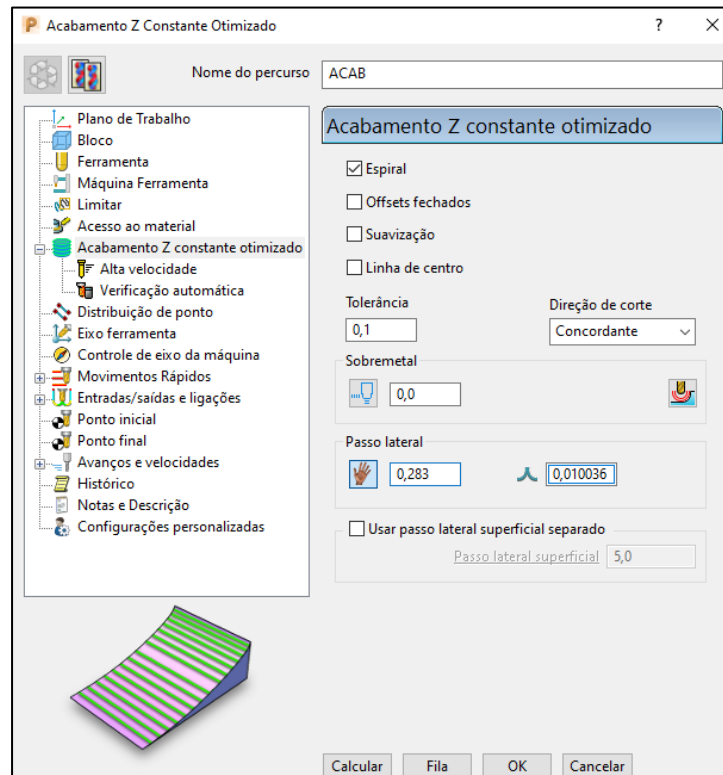 Acabamento Z Constante Otimizado
Nome do percurso ACAB
Plano de Trabalho
Bloco
Ferramenta
Máquina Ferramenta
Limitar
Acesso ao material
Acabamento Z constante otimizado
Alta velocidade
Verificação automática
Distribuição de ponto
Eixo ferramenta
Controle de eixo da máquina
Movimentos Rápidos
Entradas/saídas e ligações
Ponto inicial
Ponto final
Avanços e velocidades
Histórico
Notas e Descrição
Configurações personalizadas
Acabamento Z constante otimizado
Espiral
Offsets fechados
Suavização
Linha de centro
Tolerância Direção de corte
0,1 Concordante
Sobremetal
0,0
Passo lateral
0,283 0,010036
Usar passo lateral superficial separado
Passo lateral superficial 5,0
Calcular Fila OK Cancelar